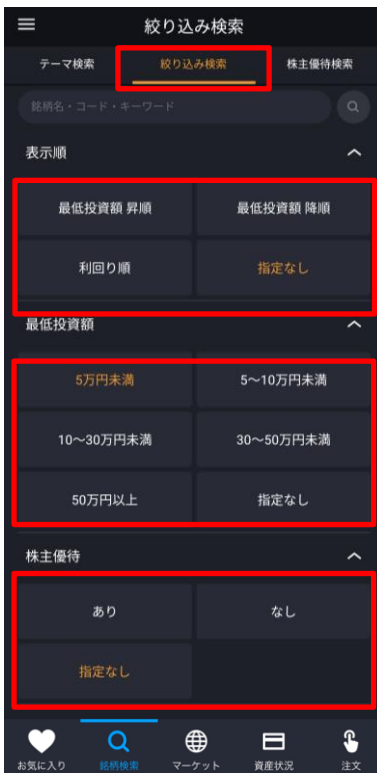 絞り込み検索
テーマ検索 絞り込み検索 株主優待検索
銘柄名・コード・キーワード
表示順
最低投資額 昇順 最低投資額 降順
利回り順 指定なし
最低投資額
5万円未満 5～10万円未満
10～30万円未満 30～50万円未満
50万円以上 指定なし
株主優待
あり なし
指定なし
お気に入り 銘柄検索 マーケット 資産状況 注文